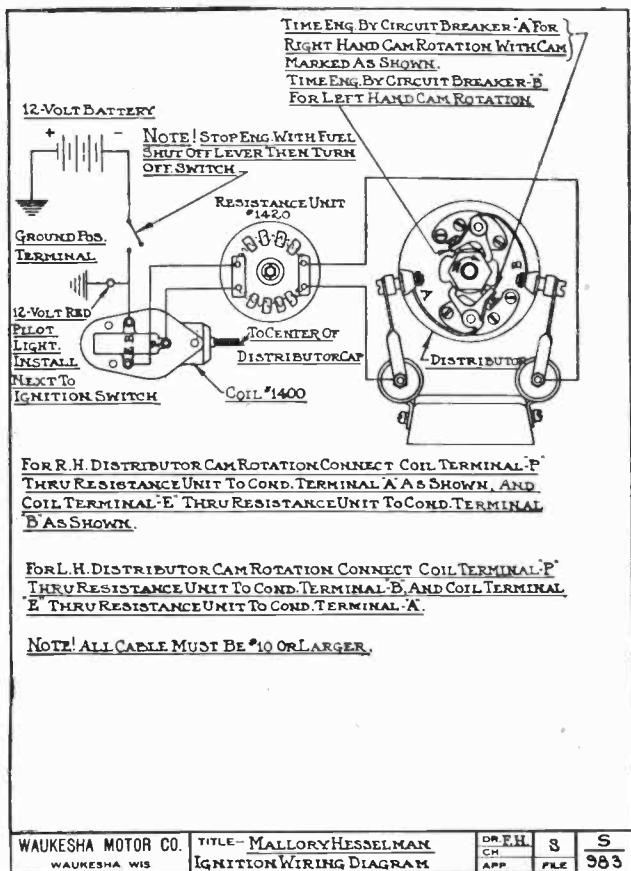 TIME ENG. BY CIRCUIT BREAKER-"A" FOR
RIGHT HAND CAM ROTATION WITH CAM
MARKED AS SHOWN.
TIME ENG. BY CIRCUIT BREAKER-"B"
FOR LEFT HAND CAM ROTATION
12-VOLT BATTERY
+ -
NOTE! STOP ENG. WITH FUEL
SHUT OFF LEVER THEN TURN
OFF SWITCH
RESISTANCE UNIT
#1420
GROUND POS.
TERMINAL
12-VOLT RED
PILOT
LIGHT.
INSTALL
NEXT TO
IGNITION SWITCH
TO CENTER OF
DISTRIBUTOR CAP
COIL #1400
A
B
DISTRIBUTOR
FOR R.H. DISTRIBUTOR CAM ROTATION CONNECT COIL TERMINAL-"P"
THRU RESISTANCE UNIT TO COND. TERMINAL "A" AS SHOWN, AND
COIL TERMINAL-"E" THRU RESISTANCE UNIT TO COND. TERMINAL
"B" AS SHOWN.
FOR L.H. DISTRIBUTOR CAM ROTATION CONNECT COIL TERMINAL-"P"
THRU RESISTANCE UNIT TO COND. TERMINAL-"B", AND COIL TERMINAL
"E" THRU RESISTANCE UNIT TO COND. TERMINAL-"A".
NOTE! ALL CABLE MUST BE #10 OR LARGER.
WAUKESHA MOTOR CO.
WAUKESHA WIS
TITLE- MALLORY HESSELMAN
IGNITION WIRING DIAGRAM
DR. F.H.
CH
APP
8
FILE
S
983